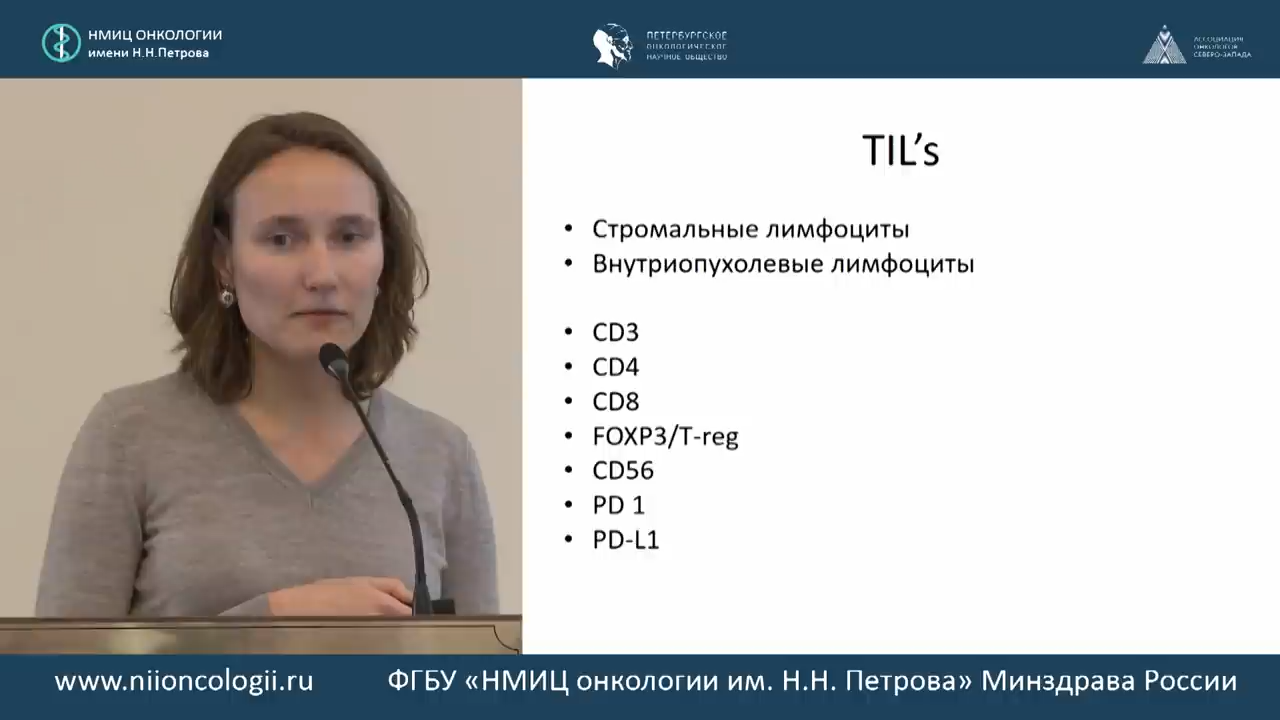 НМИЦ ОНКОЛОГИИ
имени Н.Н.Петрова
ПЕТЕРБУРГСКОЕ
ОНКОЛОГИЧЕСКОЕ
НАУЧНОЕ ОБЩЕСТВО
АССОЦИАЦИЯ
ОНКОЛОГОВ
СЕВЕРО-ЗАПАДА
TIL’s
• Стромальные лимфоциты
• Внутриопухолевые лимфоциты
• CD3
• CD4
• CD8
• FOXP3/T-reg
• CD56
• PD 1
• PD-L1
www.niioncologii.ru
ФГБУ «НМИЦ онкологии им. Н.Н. Петрова» Минздрава России